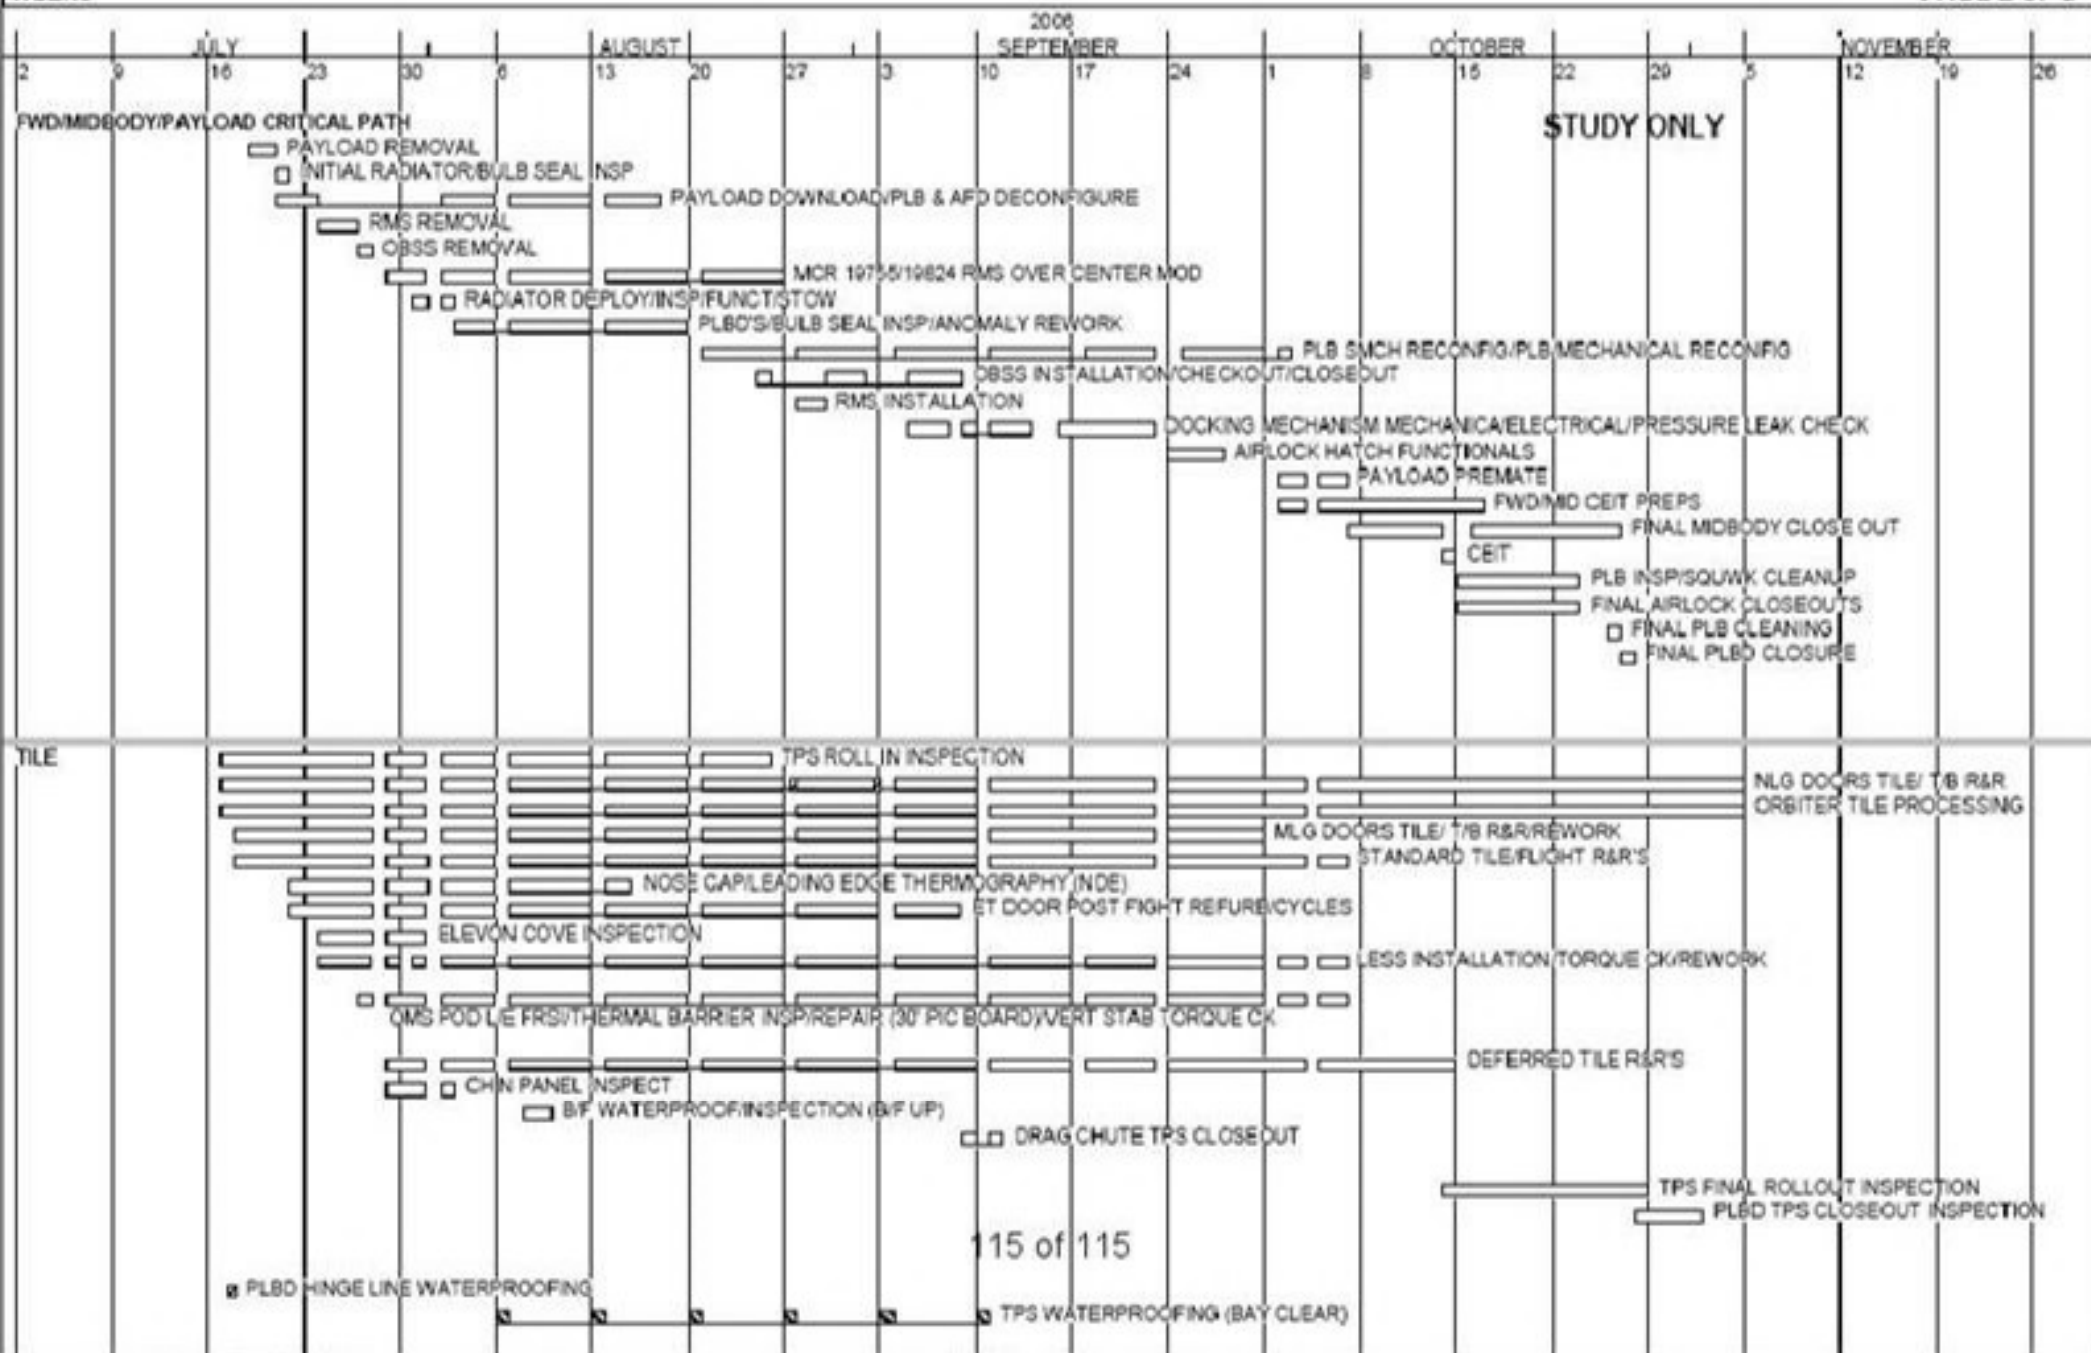 2006
JULY AUGUST SEPTEMBER OCTOBER NOVEMBER
2 9 16 23 30 6 13 20 27 3 10 17 24 1 8 15 22 29 5 12 19 26
FWD/MIDBODY/PAYLOAD CRITICAL PATH
STUDY ONLY
PAYLOAD REMOVAL
INITIAL RADIATOR/BULB SEAL INSP
PAYLOAD DOWNLOAD/PLB & AFD DECONFIGURE
RMS REMOVAL
OBSS REMOVAL
MCR 19755/19824 RMS OVER CENTER MOD
RADIATOR DEPLOY/INSP/FUNCT/STOW
PLBD'S/BULB SEAL INSP/ANOMALY REWORK
PLB SMCH RECONFIG/PLB MECHANICAL RECONFIG
OBSS INSTALLATION/CHECKOUT/CLOSEOUT
RMS INSTALLATION
DOCKING MECHANISM MECHANICA/ELECTRICAL/PRESSURE LEAK CHECK
AIRLOCK HATCH FUNCTIONALS
PAYLOAD PREMATE
FWD/MID CEIT PREPS
FINAL MIDBODY CLOSE OUT
CEIT
PLB INSP/SQUWK CLEANUP
FINAL AIRLOCK CLOSEOUTS
FINAL PLB CLEANING
FINAL PLBD CLOSURE
TILE
TPS ROLL IN INSPECTION
NLG DOORS TILE/ T/B R&R
ORBITER TILE PROCESSING
MLG DOORS TILE/ T/B R&R/REWORK
STANDARD TILE/FLIGHT R&R'S
NOSE CAP/LEADING EDGE THERMOGRAPHY (NDE)
ET DOOR POST FIGHT REFURB/CYCLES
ELEVON COVE INSPECTION
LESS INSTALLATION/TORQUE CK/REWORK
OMS POD L/E FRSI/THERMAL BARRIER INSP/REPAIR (30' PIC BOARD)/VERT STAB TORQUE CK
DEFERRED TILE R&R'S
CHIN PANEL INSPECT
B/F WATERPROOF/INSPECTION (B/F UP)
DRAG CHUTE TPS CLOSEOUT
TPS FINAL ROLLOUT INSPECTION
PLBD TPS CLOSEOUT INSPECTION
115 of 115
PLBD HINGE LINE WATERPROOFING
TPS WATERPROOFING (BAY CLEAR)